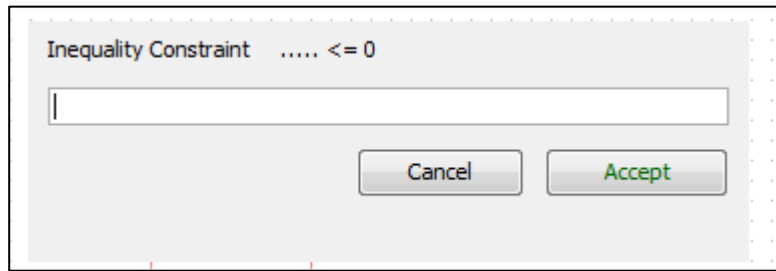 Inequality Constraint ..... <= 0
Cancel Accept